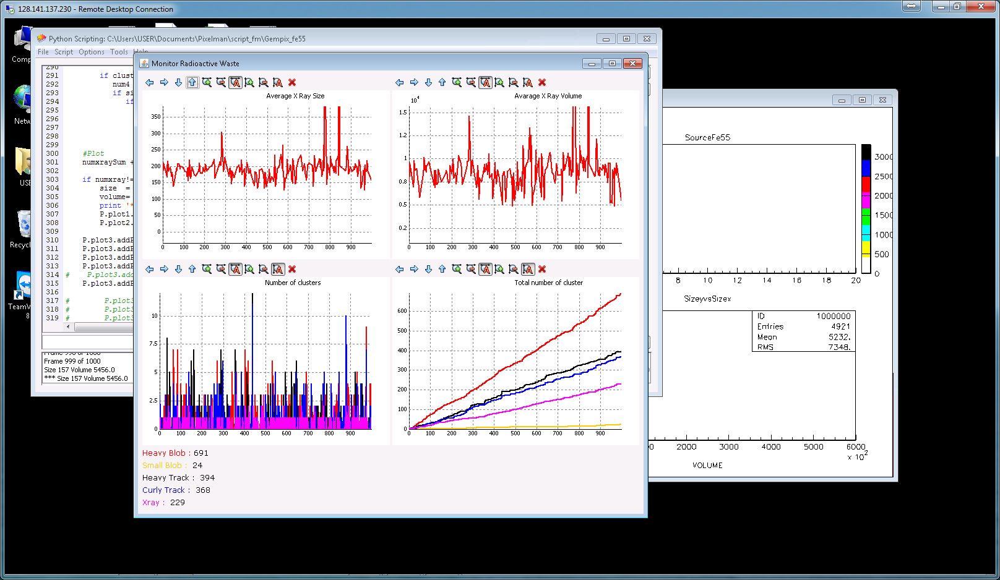 128.141.137.230 - Remote Desktop Connection
Comp
Netw
USE
Recycl
TeamV
8
Python Scripting: C:\Users\USER\Documents\Pixelman\script_fm\Gempix_fe55
File Script Options Tools Help
290
291 if clust
292 num4
293 if si
294 if
295
296
297
298
299
300 #Plot
301 numxraySum +
302
303 if numxray!=
304 size =
305 volume=
306 print '*
307 P.plot1.
308 P.plot2.
309
310 P.plot3.addP
311 P.plot3.addP
312 P.plot3.addP
313 P.plot3.addP
314 # P.plot3.add
315 P.plot3.addP
316
317 # P.plot3
318 # P.plot3
319 # P.plot3
Frame 998 of 1000
Frame 999 of 1000
Size 157 Volume 5456.0
*** Size 157 Volume 5456.0
Monitor Radioactive Waste
Average X Ray Size
350
300
250
200
150
100
50
0
0 100 200 300 400 500 600 700 800 900
Avarage X Ray Volume
10^4
1.5
1.2
1
0.8
0.5
0.2
0 100 200 300 400 500 600 700 800 900
Number of clusters
10
7.5
5
2.5
0
0 100 200 300 400 500 600 700 800 900
Total number of cluster
600
500
400
300
200
100
0
0 100 200 300 400 500 600 700 800 900
Heavy Blob : 691
Small Blob : 24
Heavy Track : 394
Curly Track : 368
Xray : 229
SourceFe55
3000
2500
2000
1500
1000
500
0
8 10 12 14 16 18 20
SizeyvsSizex
ID 1000000
Entries 4921
Mean 5232.
RMS 7348.
2000 3000 4000 5000 6000
x 10^2
VOLUME